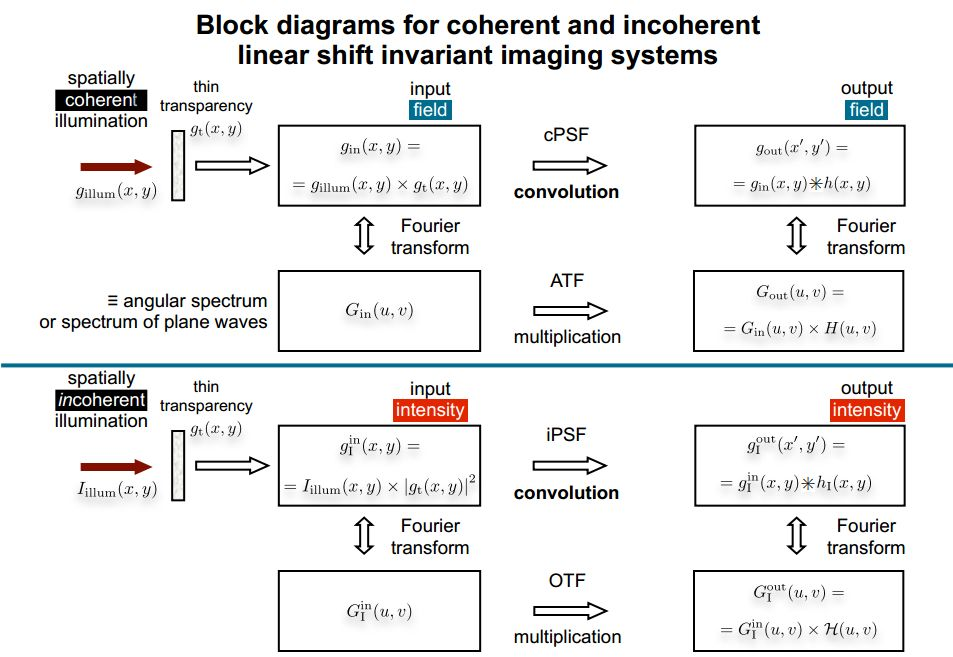 Block diagrams for coherent and incoherent
linear shift invariant imaging systems
spatially
coherent
illumination
thin
transparency
gₜ(x, y)
g_illum(x, y)
input
field
g_in(x, y) =
= g_illum(x, y) × gₜ(x, y)
cPSF
convolution
output
field
g_out(x′, y′) =
= g_in(x, y)∗h(x, y)
Fourier
transform
Fourier
transform
≡ angular spectrum
or spectrum of plane waves
G_in(u, v)
ATF
multiplication
G_out(u, v) =
= G_in(u, v) × H(u, v)
spatially
incoherent
illumination
thin
transparency
gₜ(x, y)
I_illum(x, y)
input
intensity
g_I^in(x, y) =
= I_illum(x, y) × |gₜ(x, y)|²
iPSF
convolution
output
intensity
g_I^out(x′, y′) =
= g_I^in(x, y)∗h_I(x, y)
Fourier
transform
Fourier
transform
G_I^in(u, v)
OTF
multiplication
G_I^out(u, v) =
= G_I^in(u, v) × ℋ(u, v)